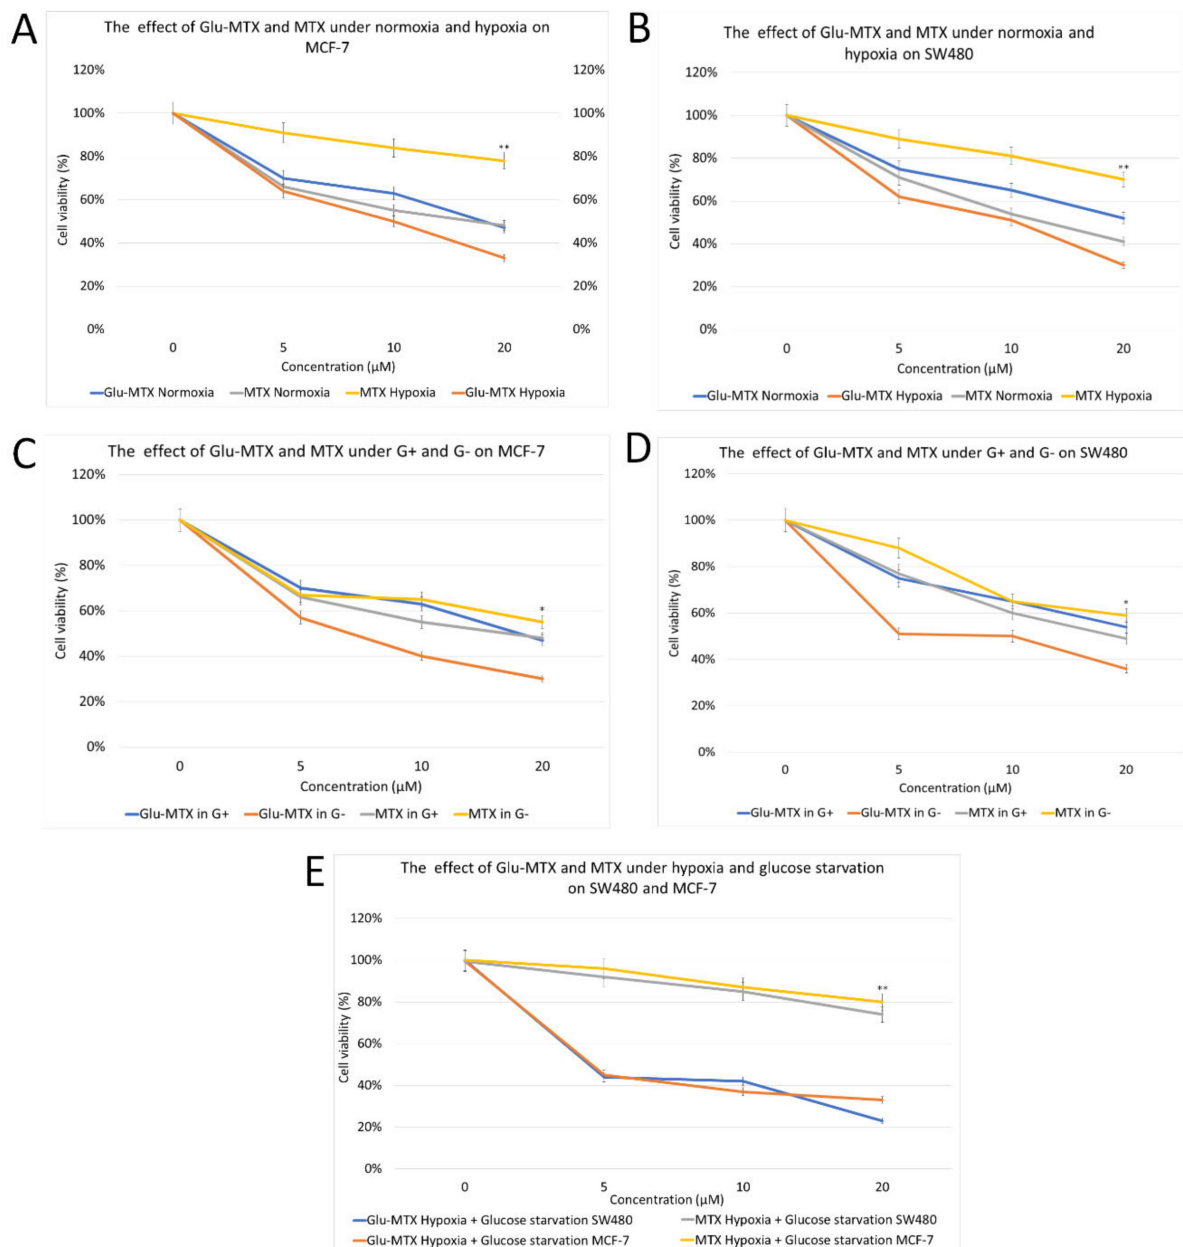 A
The effect of Glu-MTX and MTX under normoxia and hypoxia on
MCF-7
120% 120%
100% 100%
80% 80%
60% 60%
40% 40%
20% 20%
0% 0%
Cell viability (%)
**
0 5 10 20
Concentration (µM)
Glu-MTX Normoxia MTX Normoxia MTX Hypoxia Glu-MTX Hypoxia
B
The effect of Glu-MTX and MTX under normoxia and
hypoxia on SW480
120%
100%
80%
60%
40%
20%
0%
Cell viability (%)
**
0 5 10 20
Concentration (µM)
Glu-MTX Normoxia Glu-MTX Hypoxia MTX Normoxia MTX Hypoxia
C
The effect of Glu-MTX and MTX under G+ and G- on MCF-7
120%
100%
80%
60%
40%
20%
0%
Cell viability (%)
*
0 5 10 20
Concentration (µM)
Glu-MTX in G+ Glu-MTX in G- MTX in G+ MTX in G-
D
The effect of Glu-MTX and MTX under G+ and G- on SW480
120%
100%
80%
60%
40%
20%
0%
Cell viability (%)
*
0 5 10 20
Concentration (µM)
Glu-MTX in G+ Glu-MTX in G- MTX in G+ MTX in G-
E
The effect of Glu-MTX and MTX under hypoxia and glucose starvation
on SW480 and MCF-7
120%
100%
80%
60%
40%
20%
0%
Cell viability (%)
**
0 5 10 20
Concentration (µM)
Glu-MTX Hypoxia + Glucose starvation SW480 MTX Hypoxia + Glucose starvation SW480
Glu-MTX Hypoxia + Glucose starvation MCF-7 MTX Hypoxia + Glucose starvation MCF-7